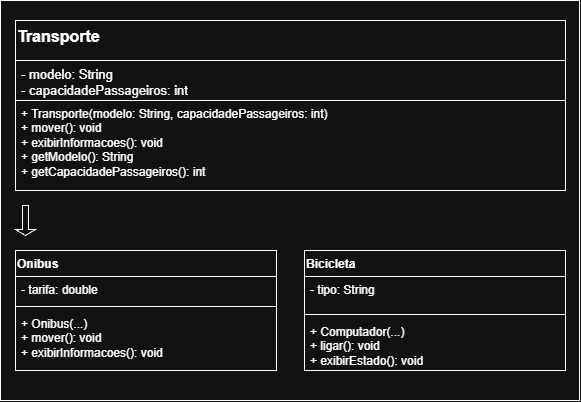 Transporte
- modelo: String
- capacidadePassageiros: int
+ Transporte(modelo: String, capacidadePassageiros: int)
+ mover(): void
+ exibirInformacoes(): void
+ getModelo(): String
+ getCapacidadePassageiros(): int
Onibus
- tarifa: double
+ Onibus(...)
+ mover(): void
+ exibirInformacoes(): void
Bicicleta
- tipo: String
+ Computador(...)
+ ligar(): void
+ exibirEstado(): void